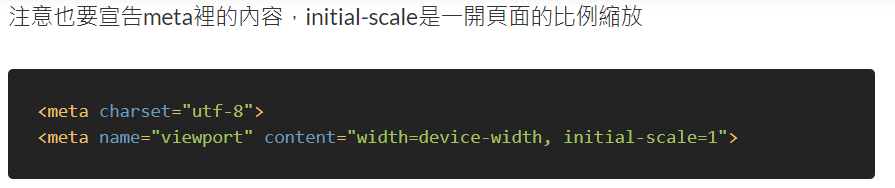 注意也要宣告meta裡的內容，initial-scale是一開頁面的比例縮放
<meta charset="utf-8">
<meta name="viewport" content="width=device-width, initial-scale=1">